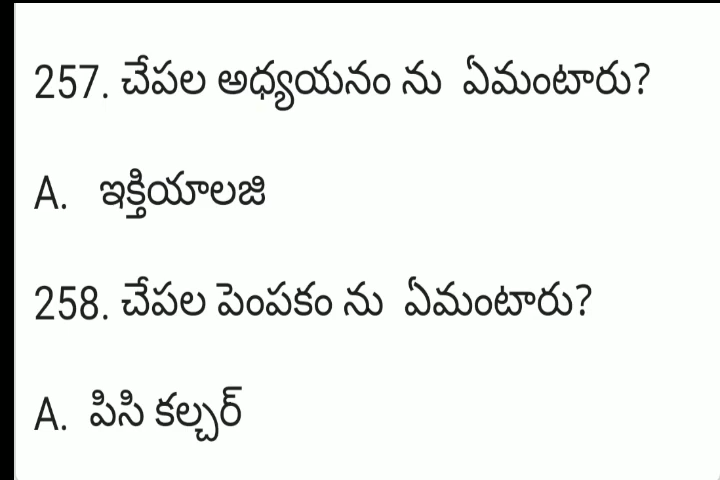 257. చేపల అధ్యయనం ను ఏమంటారు?
A. ఇక్తియాలజి
258. చేపల పెంపకం ను ఏమంటారు?
A. పిసి కల్చర్